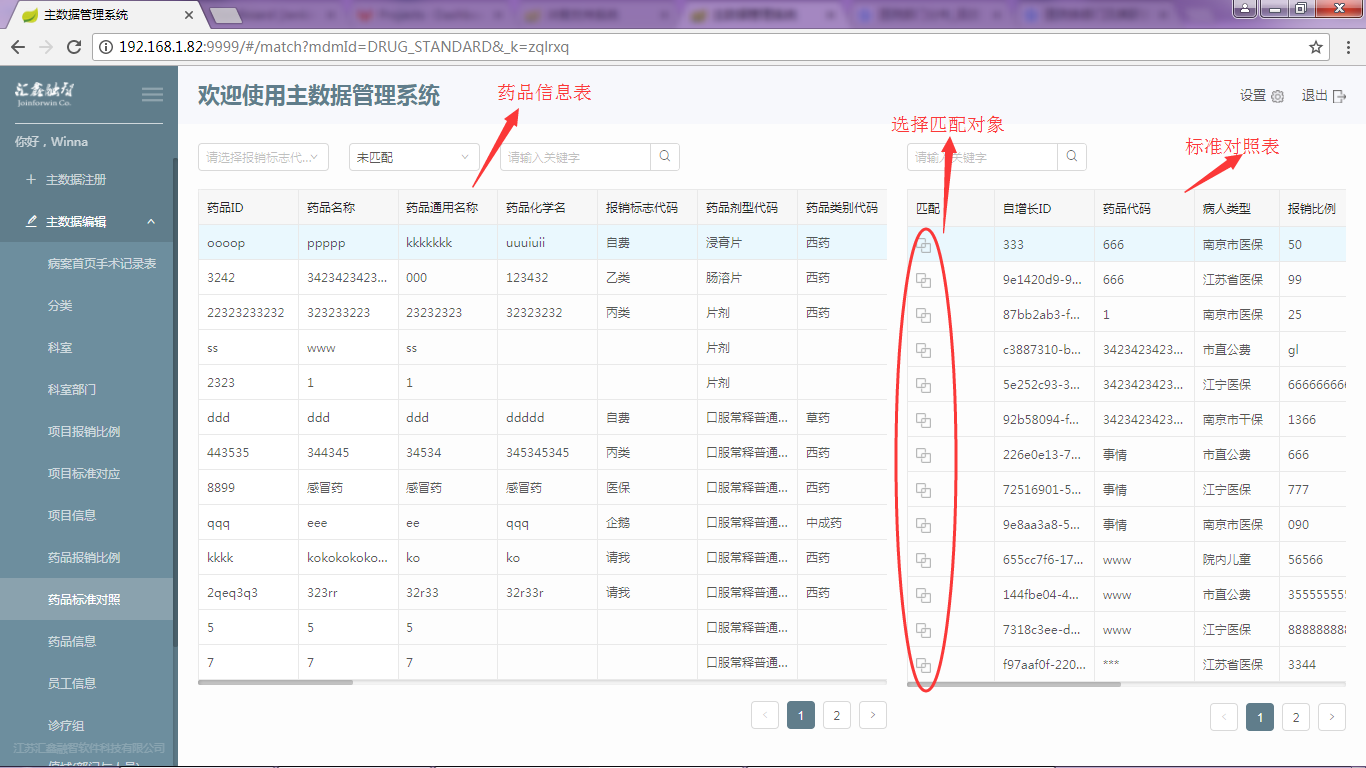 主数据管理系统
192.168.1.82:9999/#/match?mdmId=DRUG_STANDARD&_k=zqlrxq
汇鑫融智
Joinforwin Co.
你好，Winna
主数据注册
主数据编辑
病案首页手术记录表
分类
科室
科室部门
项目报销比例
项目标准对应
项目信息
药品报销比例
药品标准对照
药品信息
员工信息
诊疗组
江苏汇鑫融智软件科技有限公司
欢迎使用主数据管理系统
设置
退出
药品信息表
选择匹配对象
标准对照表
请选择报销标志代... 未匹配 请输入关键字
药品ID 药品名称 药品通用名称 药品化学名 报销标志代码 药品剂型代码 药品类别代码
oooop ppppp kkkkkkk uuuiuii 自费 浸膏片 西药
3242 3423423423... 000 123432 乙类 肠溶片 西药
22323233232 323233223 23232323 32323232 丙类 片剂 西药
ss www ss 片剂
2323 1 1 片剂
ddd ddd ddd ddddd 自费 口服常释普通... 草药
443535 344345 34534 345345345 丙类 口服常释普通... 西药
8899 感冒药 感冒药 感冒药 医保 口服常释普通... 西药
qqq eee ee qqq 企鹅 口服常释普通... 中成药
kkkk kokokokoko... ko ko 请我 口服常释普通... 西药
2qeq3q3 323rr 32r33 32r33r 请我 口服常释普通... 西药
5 5 5 口服常释普通...
7 7 7 口服常释普通...
1 2
请输入关键字
匹配 自增长ID 药品代码 病人类型 报销比例
333 666 南京市医保 50
9e1420d9-9... 666 江苏省医保 99
87bb2ab3-f... 1 南京市医保 25
c3887310-b... 3423423423... 市直公费 gl
5e252c93-3... 3423423423... 江宁医保 666666666
92b58094-f... 3423423423... 南京市干保 1366
226e0e13-7... 事情 市直公费 666
72516901-5... 事情 江宁医保 777
9e8aa3a8-5... 事情 南京市医保 090
655cc7f6-17... www 院内儿童 56566
144fbe04-4... www 市直公费 355555555
7318c3ee-d... www 江宁医保 888888888
f97aaf0f-220... *** 江苏省医保 3344
1 2